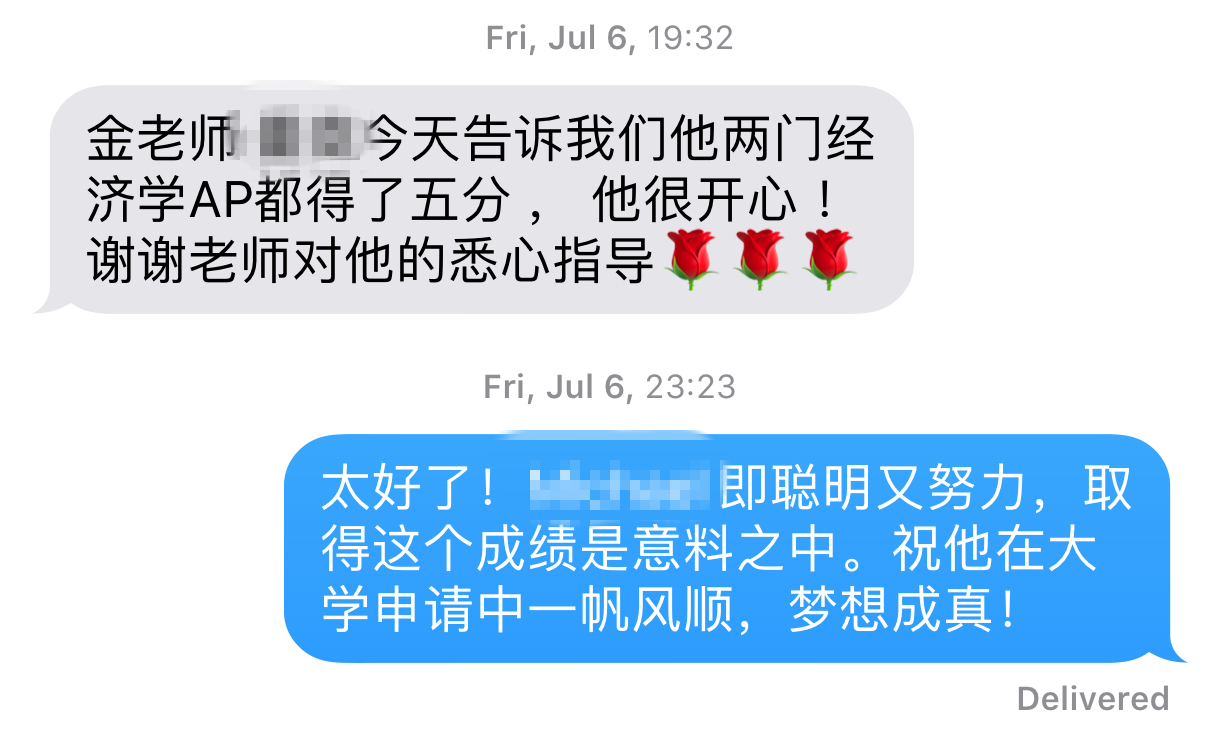 Fri, Jul 6, 19:32
金老师 今天告诉我们他两门经
济学AP都得了五分， 他很开心！
谢谢老师对他的悉心指导🌹🌹🌹
Fri, Jul 6, 23:23
太好了！ 即聪明又努力，取
得这个成绩是意料之中。祝他在大
学申请中一帆风顺，梦想成真！
Delivered